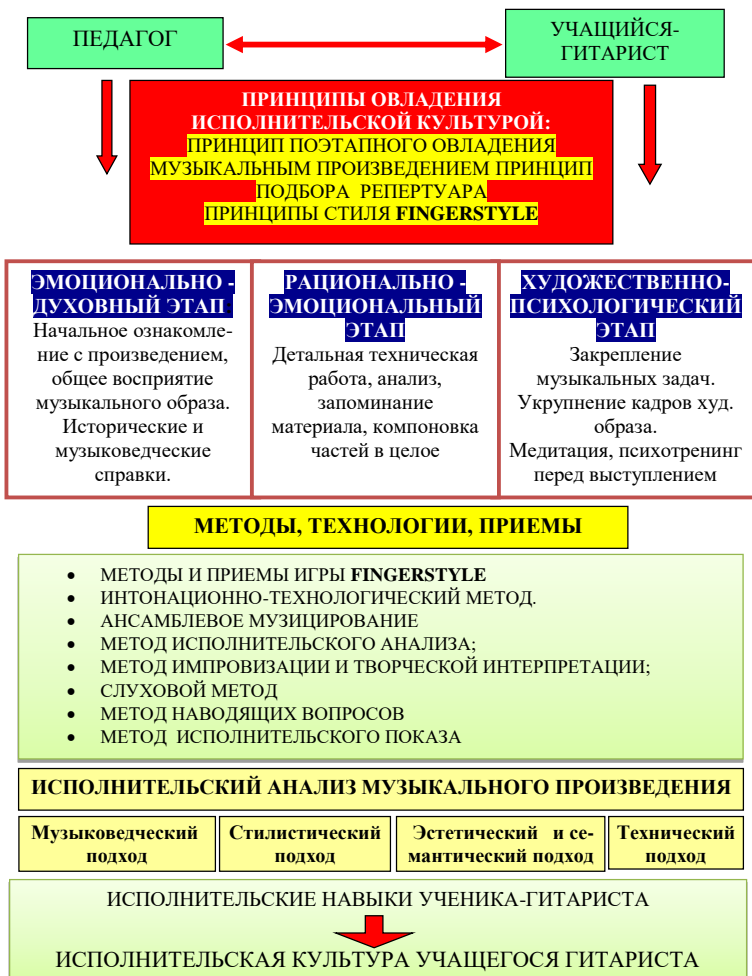 ПЕДАГОГ
УЧАЩИЙСЯ-
ГИТАРИСТ
ПРИНЦИПЫ ОВЛАДЕНИЯ
ИСПОЛНИТЕЛЬСКОЙ КУЛЬТУРОЙ:
ПРИНЦИП ПОЭТАПНОГО ОВЛАДЕНИЯ
МУЗЫКАЛЬНЫМ ПРОИЗВЕДЕНИЕМ ПРИНЦИП
ПОДБОРА РЕПЕРТУАРА
ПРИНЦИПЫ СТИЛЯ FINGERSTYLE
ЭМОЦИОНАЛЬНО -
ДУХОВНЫЙ ЭТАП:
Начальное ознакомле-
ние с произведением,
общее восприятие
музыкального образа.
Исторические и
музыковедческие
справки.
РАЦИОНАЛЬНО -
ЭМОЦИОНАЛЬНЫЙ
ЭТАП
Детальная техническая
работа, анализ,
запоминание
материала, компоновка
частей в целое
ХУДОЖЕСТВЕННО-
ПСИХОЛОГИЧЕСКИЙ
ЭТАП
Закрепление
музыкальных задач.
Укрупнение кадров худ.
образа.
Медитация, психотренинг
перед выступлением
МЕТОДЫ, ТЕХНОЛОГИИ, ПРИЕМЫ
• МЕТОДЫ И ПРИЕМЫ ИГРЫ FINGERSTYLE
• ИНТОНАЦИОННО-ТЕХНОЛОГИЧЕСКИЙ МЕТОД.
• АНСАМБЛЕВОЕ МУЗИЦИРОВАНИЕ
• МЕТОД ИСПОЛНИТЕЛЬСКОГО АНАЛИЗА;
• МЕТОД ИМПРОВИЗАЦИИ И ТВОРЧЕСКОЙ ИНТЕРПРЕТАЦИИ;
• СЛУХОВОЙ МЕТОД
• МЕТОД НАВОДЯЩИХ ВОПРОСОВ
• МЕТОД ИСПОЛНИТЕЛЬСКОГО ПОКАЗА
ИСПОЛНИТЕЛЬСКИЙ АНАЛИЗ МУЗЫКАЛЬНОГО ПРОИЗВЕДЕНИЯ
Музыковедческий
подход
Стилистический
подход
Эстетический и се-
мантический подход
Технический
подход
ИСПОЛНИТЕЛЬСКИЕ НАВЫКИ УЧЕНИКА-ГИТАРИСТА
ИСПОЛНИТЕЛЬСКАЯ КУЛЬТУРА УЧАЩЕГОСЯ ГИТАРИСТА